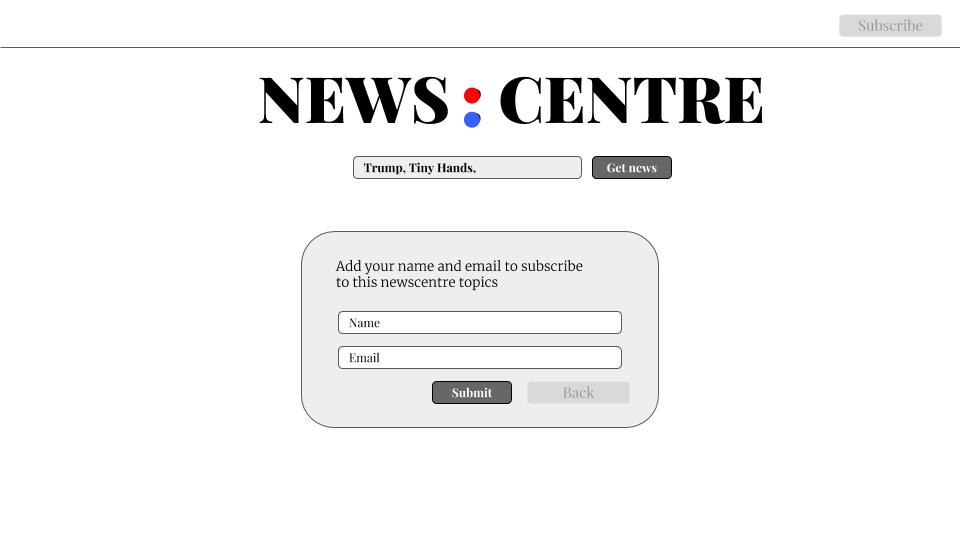 Subscribe
NEWS : CENTRE
Trump, Tiny Hands,
Get news
Add your name and email to subscribe
to this newscentre topics
Name
Email
Submit
Back